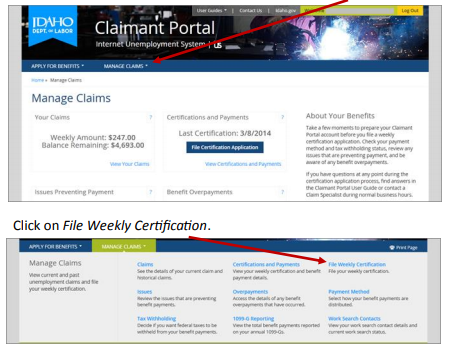 User Guides
Contact Us
Idaho.gov
Log Out
IDAHO
DEPT. of LABOR
Claimant Portal
Internet Unemployment System | iUS
APPLY FOR BENEFITS
MANAGE CLAIMS
Home » Manage Claims
Manage Claims
Your Claims ?
Weekly Amount: $247.00
Balance Remaining: $4,693.00
View Your Claims
Certifications and Payments ?
Last Certification: 3/8/2014
File Certification Application
View Certifications and Payments
About Your Benefits
Take a few moments to prepare your Claimant
Portal account before you file a weekly
certification application. Check your payment
method and tax withholding status, review any
issues that are preventing payment, and be
aware of any benefit overpayments.
If you have questions at any point during the
certification application process, find answers in
the Claimant Portal User Guide or contact a
Claim Specialist during normal business hours.
Issues Preventing Payment ?
Benefit Overpayments ?
Click on File Weekly Certification.
APPLY FOR BENEFITS
MANAGE CLAIMS
Print Page
Manage Claims
View current and past
unemployment claims and file
your weekly certification.
Claims
See the details of your current claim and
historical claims.
Certifications and Payments
View your weekly certification and benefit
payment details.
File Weekly Certification
File your weekly certification.
Issues
Review the issues that are preventing
benefit payments.
Overpayments
Access the details of any benefit
overpayments that have occurred.
Payment Method
Select how your benefit payments are
distributed.
Tax Withholding
Decide if you want federal taxes to be
withheld from your benefit payments.
1099-G Reporting
View the total benefit payments reported
on your annual 1099-Gs.
Work Search Contacts
View your work search contact details and
current work search status.